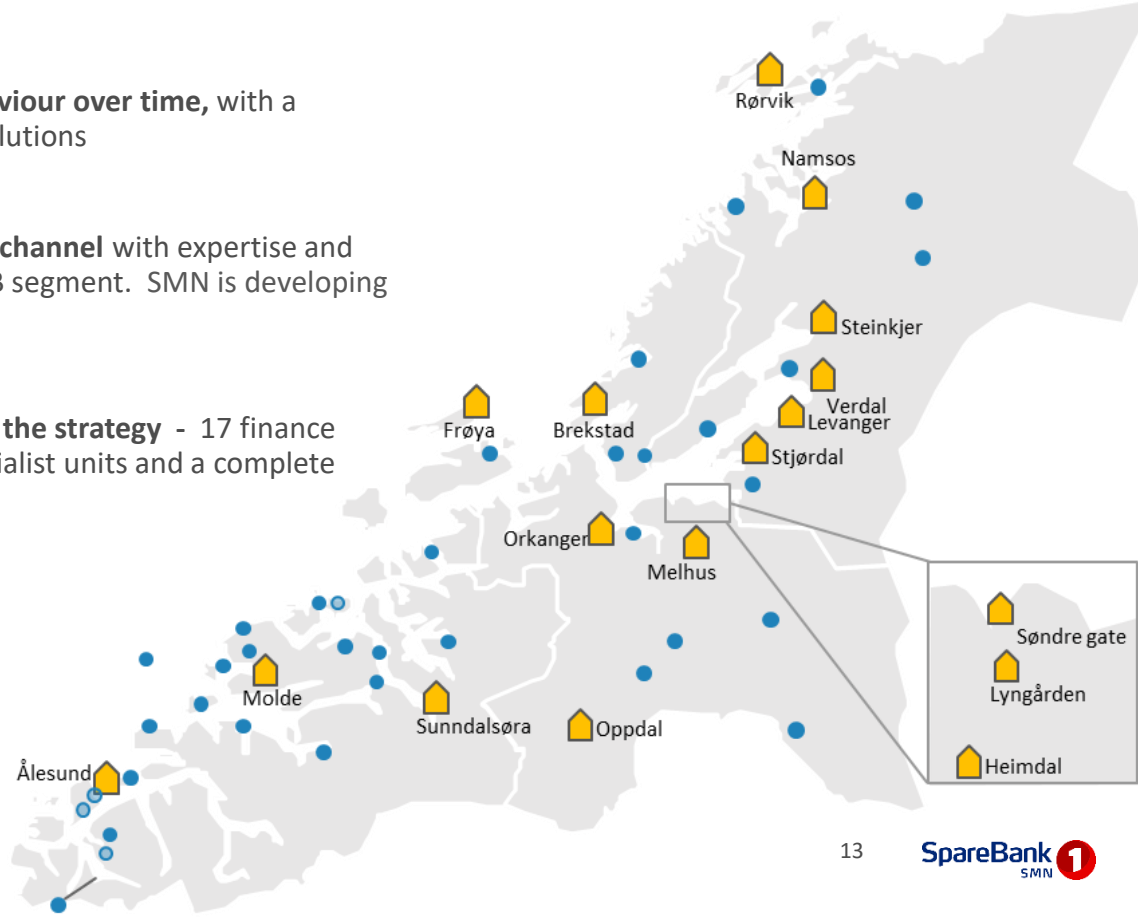 viour over time, with a
lutions
channel with expertise and
segment. SMN is developing
the strategy - 17 finance
ialist units and a complete
Rørvik
Namsos
Steinkjer
Verdal
Levanger
Stjørdal
Frøya
Brekstad
Orkanger
Melhus
Søndre gate
Lyngården
Heimdal
Molde
Sunndalsøra
Oppdal
Ålesund
13
SpareBank 1
SMN